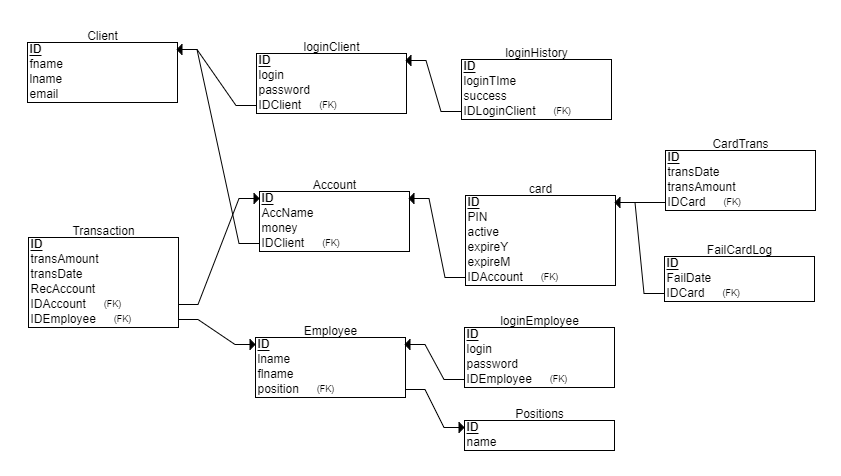 Client
ID
fname
lname
email
loginClient
ID
login
password
IDClient (FK)
loginHistory
ID
loginTIme
success
IDLoginClient (FK)
CardTrans
ID
transDate
transAmount
IDCard (FK)
Account
ID
AccName
money
IDClient (FK)
card
ID
PIN
active
expireY
expireM
IDAccount (FK)
Transaction
ID
transAmount
transDate
RecAccount
IDAccount (FK)
IDEmployee (FK)
FailCardLog
ID
FailDate
IDCard (FK)
Employee
ID
lname
flname
position (FK)
loginEmployee
ID
login
password
IDEmployee (FK)
Positions
ID
name